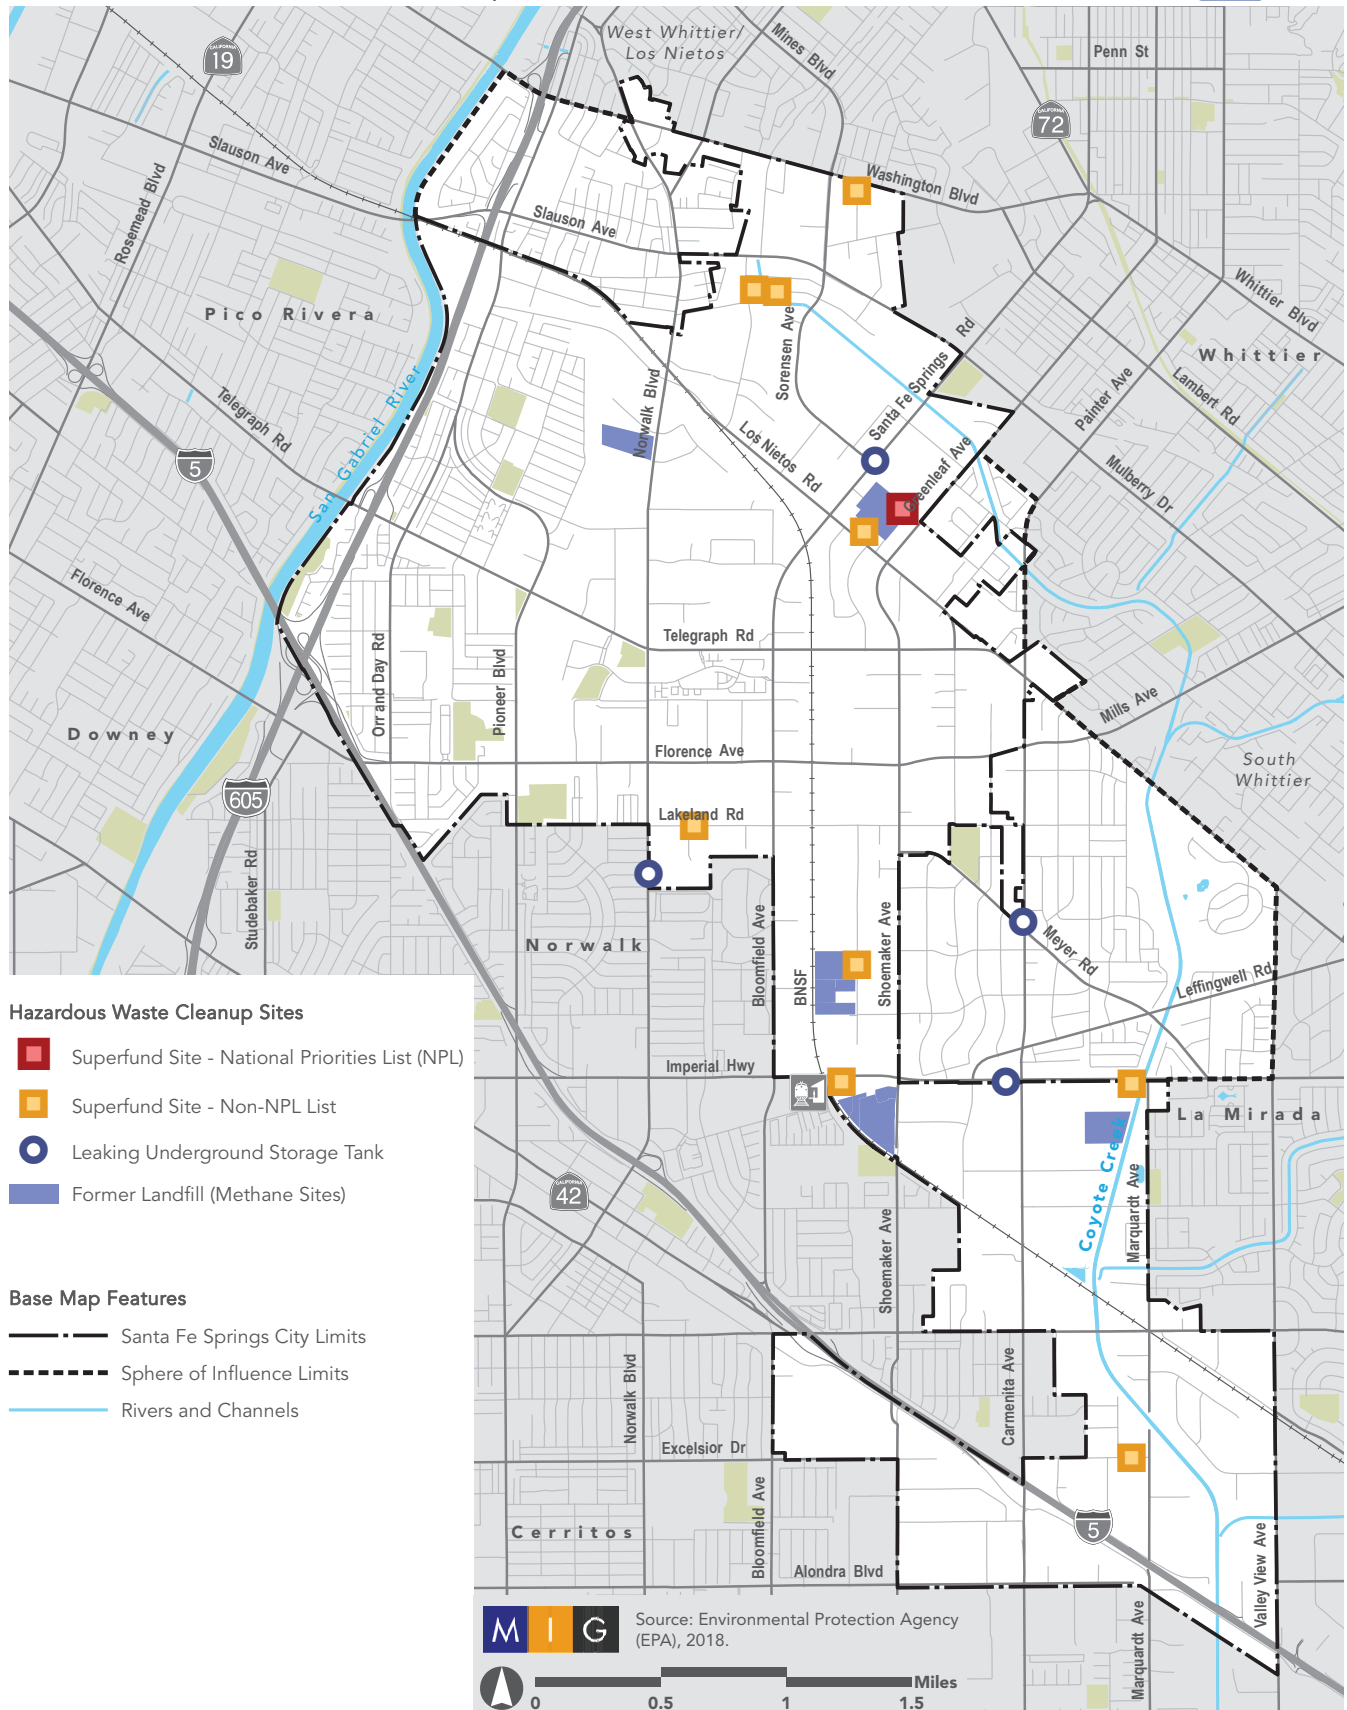 West Whittier/
Los Nietos
Mines Blvd
Penn St
CALIFORNIA
19
CALIFORNIA
72
Slauson Ave
Rosemead Blvd
Washington Blvd
Slauson Ave
Whittier Blvd
Pico Rivera
Sorensen Ave
Santa Fe Springs Rd
Whittier
Painter Ave
Lambert Rd
Telegraph Rd
San Gabriel River
Norwalk Blvd
Los Nietos Rd
Greenleaf Ave
Mulberry Dr
5
Florence Ave
Telegraph Rd
Orr and Day Rd
Pioneer Blvd
Mills Ave
Downey
Florence Ave
South
Whittier
605
Lakeland Rd
Studebaker Rd
Norwalk
Bloomfield Ave
BNSF
Shoemaker Ave
Meyer Rd
Leffingwell Rd
Imperial Hwy
La Mirada
Coyote Creek
Marquardt Ave
CALIFORNIA
42
Shoemaker Ave
Norwalk Blvd
Carmenita Ave
Excelsior Dr
Bloomfield Ave
Cerritos
5
Alondra Blvd
Valley View Ave
Marquardt Ave
Hazardous Waste Cleanup Sites
Superfund Site - National Priorities List (NPL)
Superfund Site - Non-NPL List
Leaking Underground Storage Tank
Former Landfill (Methane Sites)
Base Map Features
Santa Fe Springs City Limits
Sphere of Influence Limits
Rivers and Channels
M I G
Source: Environmental Protection Agency
(EPA), 2018.
Miles
0 0.5 1 1.5